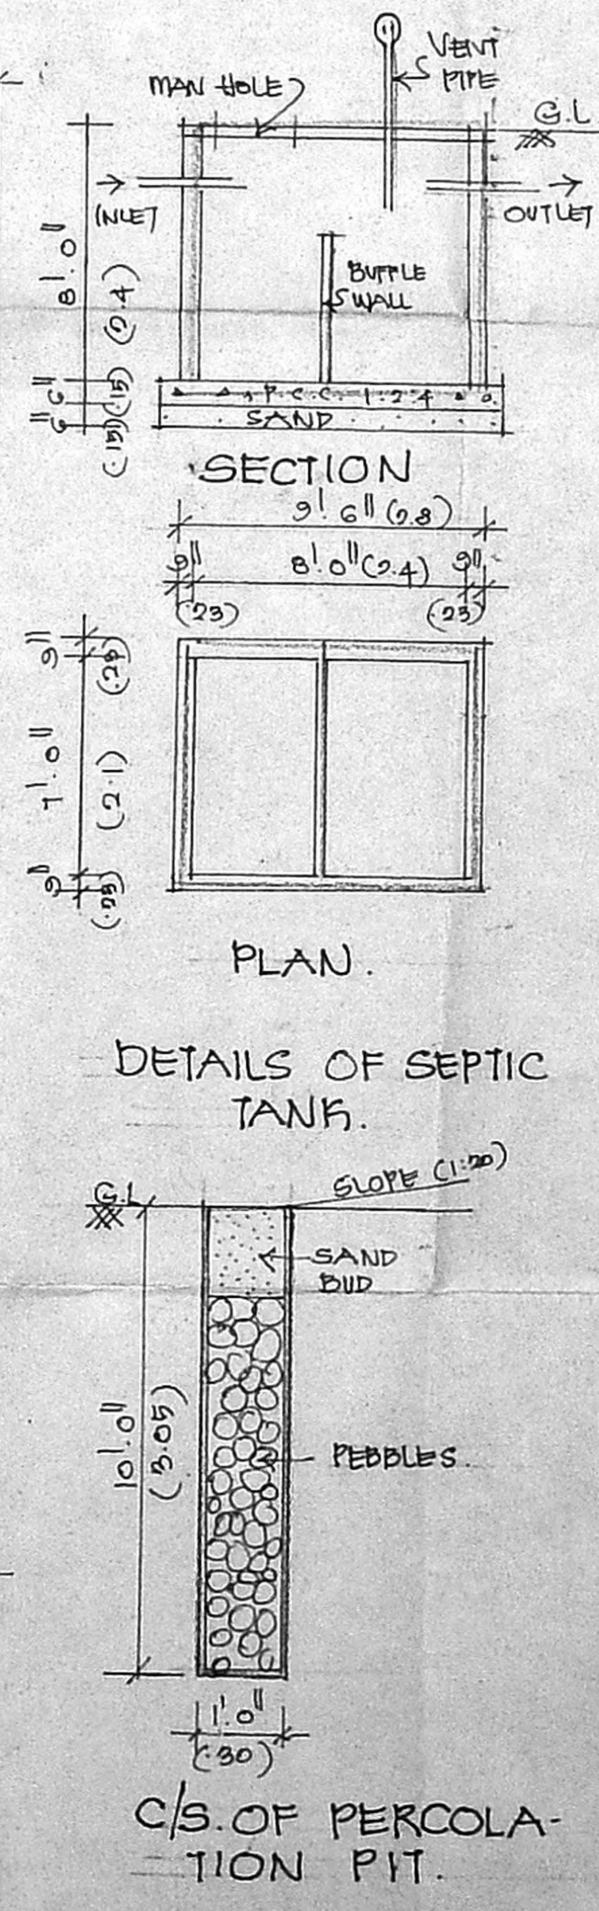 VENT
PIPE
MAN HOLE
G.L
INLET
OUTLET
8'.0" (2.4)
BUFFLE
WALL
6" (.15)
P.C.C. 1:2:4
6" (.15)
SAND
SECTION
9'.6" (2.8)
9" 8'.0" (2.4) 9"
(.23) (.23)
9" (.23)
7'.0" (2.1)
9" (.23)
PLAN.
DETAILS OF SEPTIC
TANK.
SLOPE (1:20)
G.L
SAND
BUD
10'.0" (3.05)
PEBBLES.
1'.0"
(.30)
C/S. OF PERCOLA-
TION PIT.